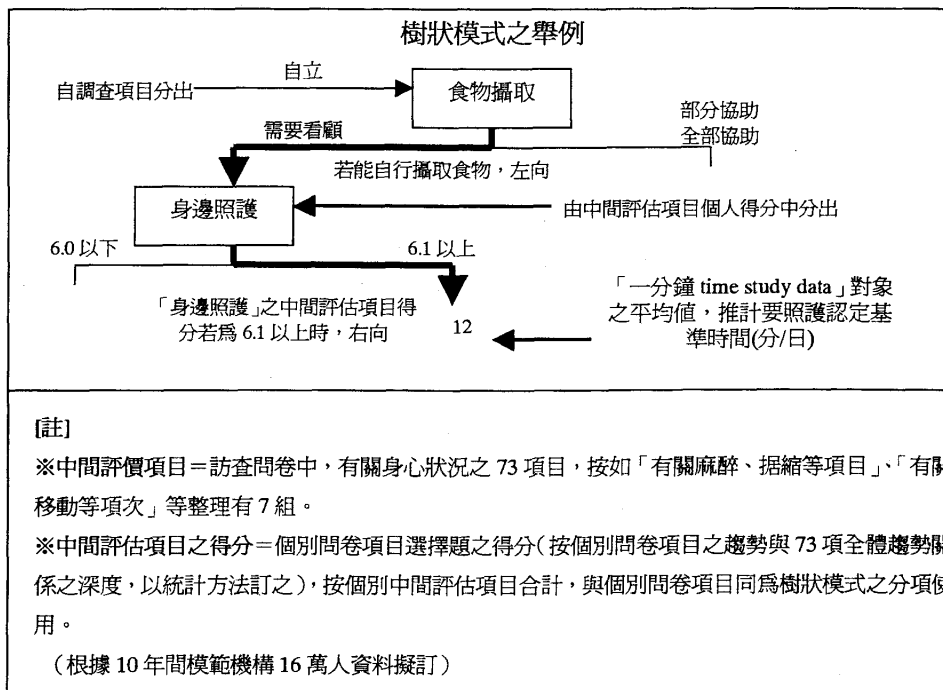 樹狀模式之舉例
自立
自調查項目分出
食物攝取
部分協助
全部協助
需要看顧
若能自行攝取食物，左向
身邊照護
由中間評估項目個人得分中分出
6.0 以下
6.1 以上
「身邊照護」之中間評估項目得
分若爲 6.1 以上時，右向
12
「一分鐘 time study data」對象
之平均值，推計要照護認定基
準時間(分/日)
[註]
※中間評價項目＝訪查問卷中，有關身心狀況之 73 項目，按如「有關麻醉、据縮等項目」、「有關
移動等項次」等整理有 7 組。
※中間評估項目之得分＝個別問卷項目選擇題之得分（按個別問卷項目之趨勢與 73 項全體趨勢關
係之深度，以統計方法訂之），按個別中間評估項目合計，與個別問卷項目同爲樹狀模式之分項使
用。
（根據 10 年間模範機構 16 萬人資料擬訂）